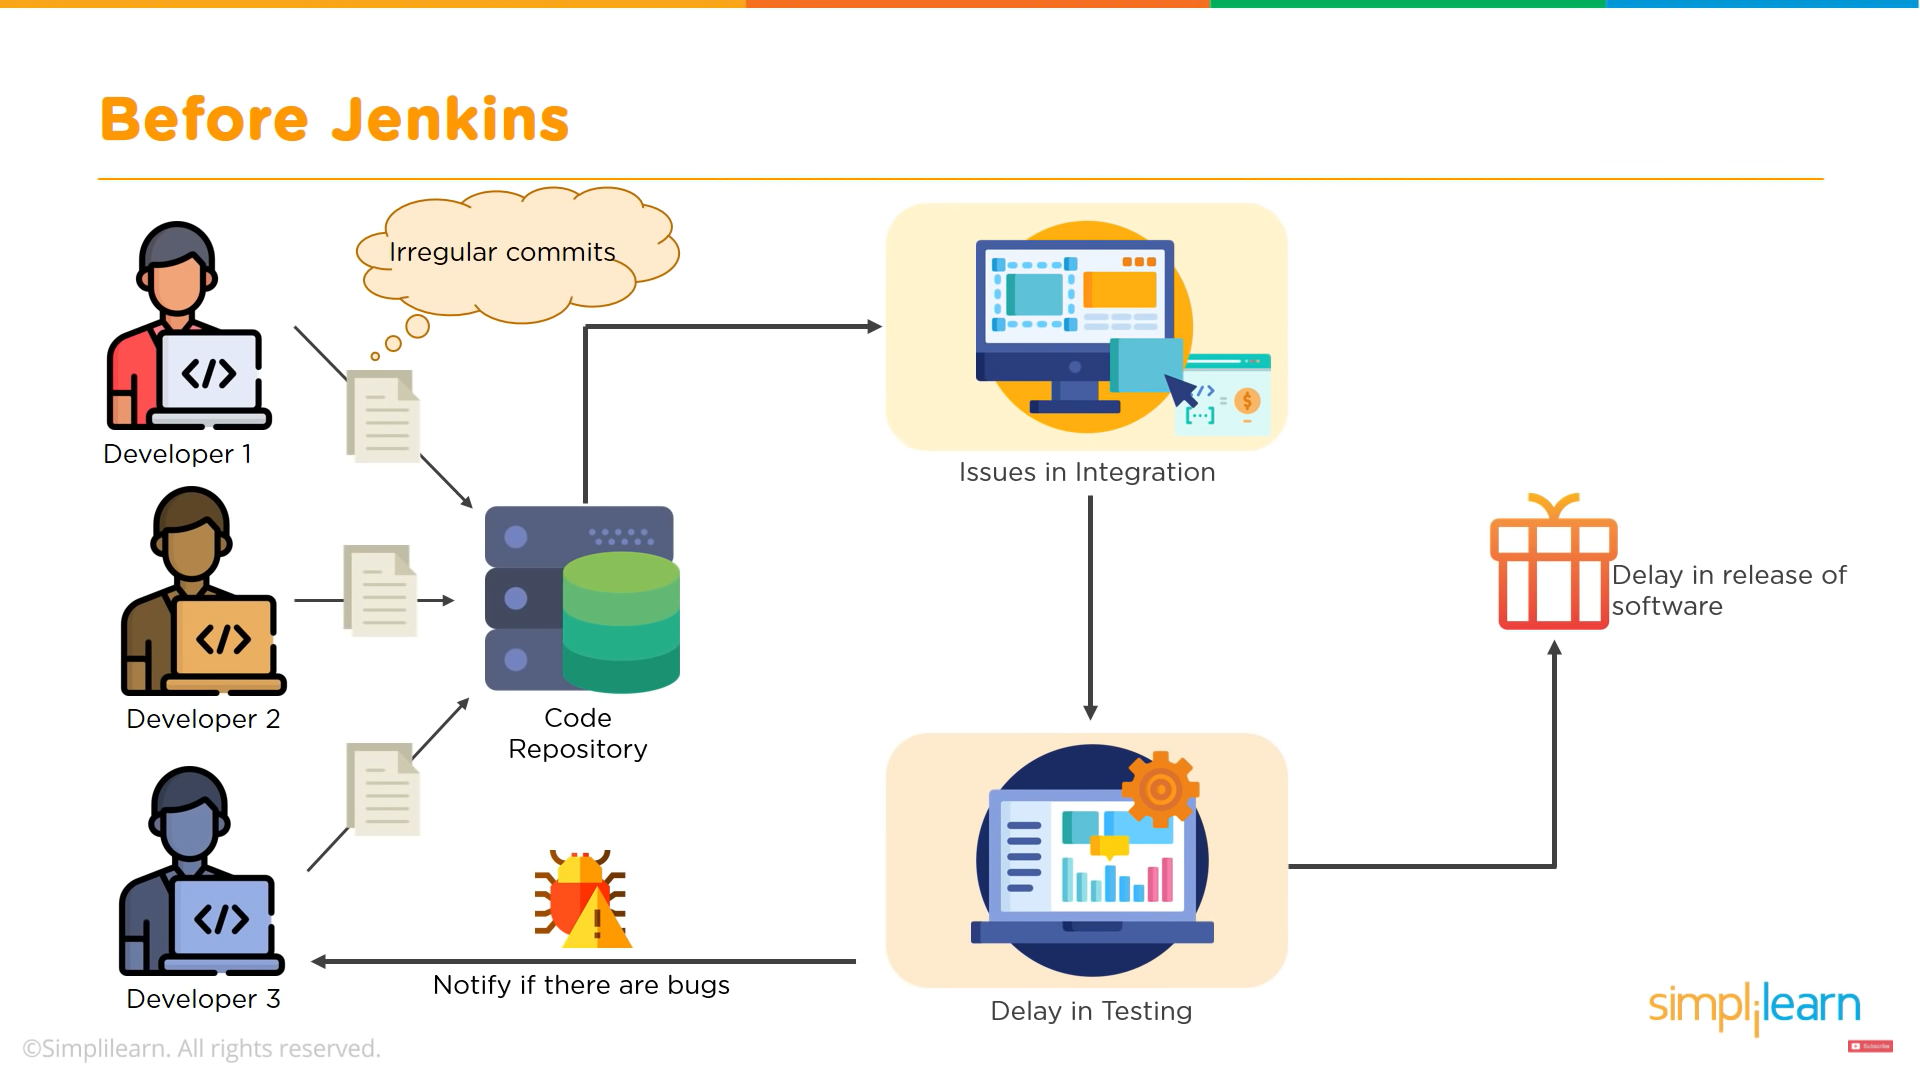 Before Jenkins
Irregular commits
</>
Developer 1
Issues in Integration
</>
Developer 2
Code
Repository
Delay in release of
software
</>
Developer 3
Notify if there are bugs
Delay in Testing
simplilearn
Subscribe
©Simplilearn. All rights reserved.